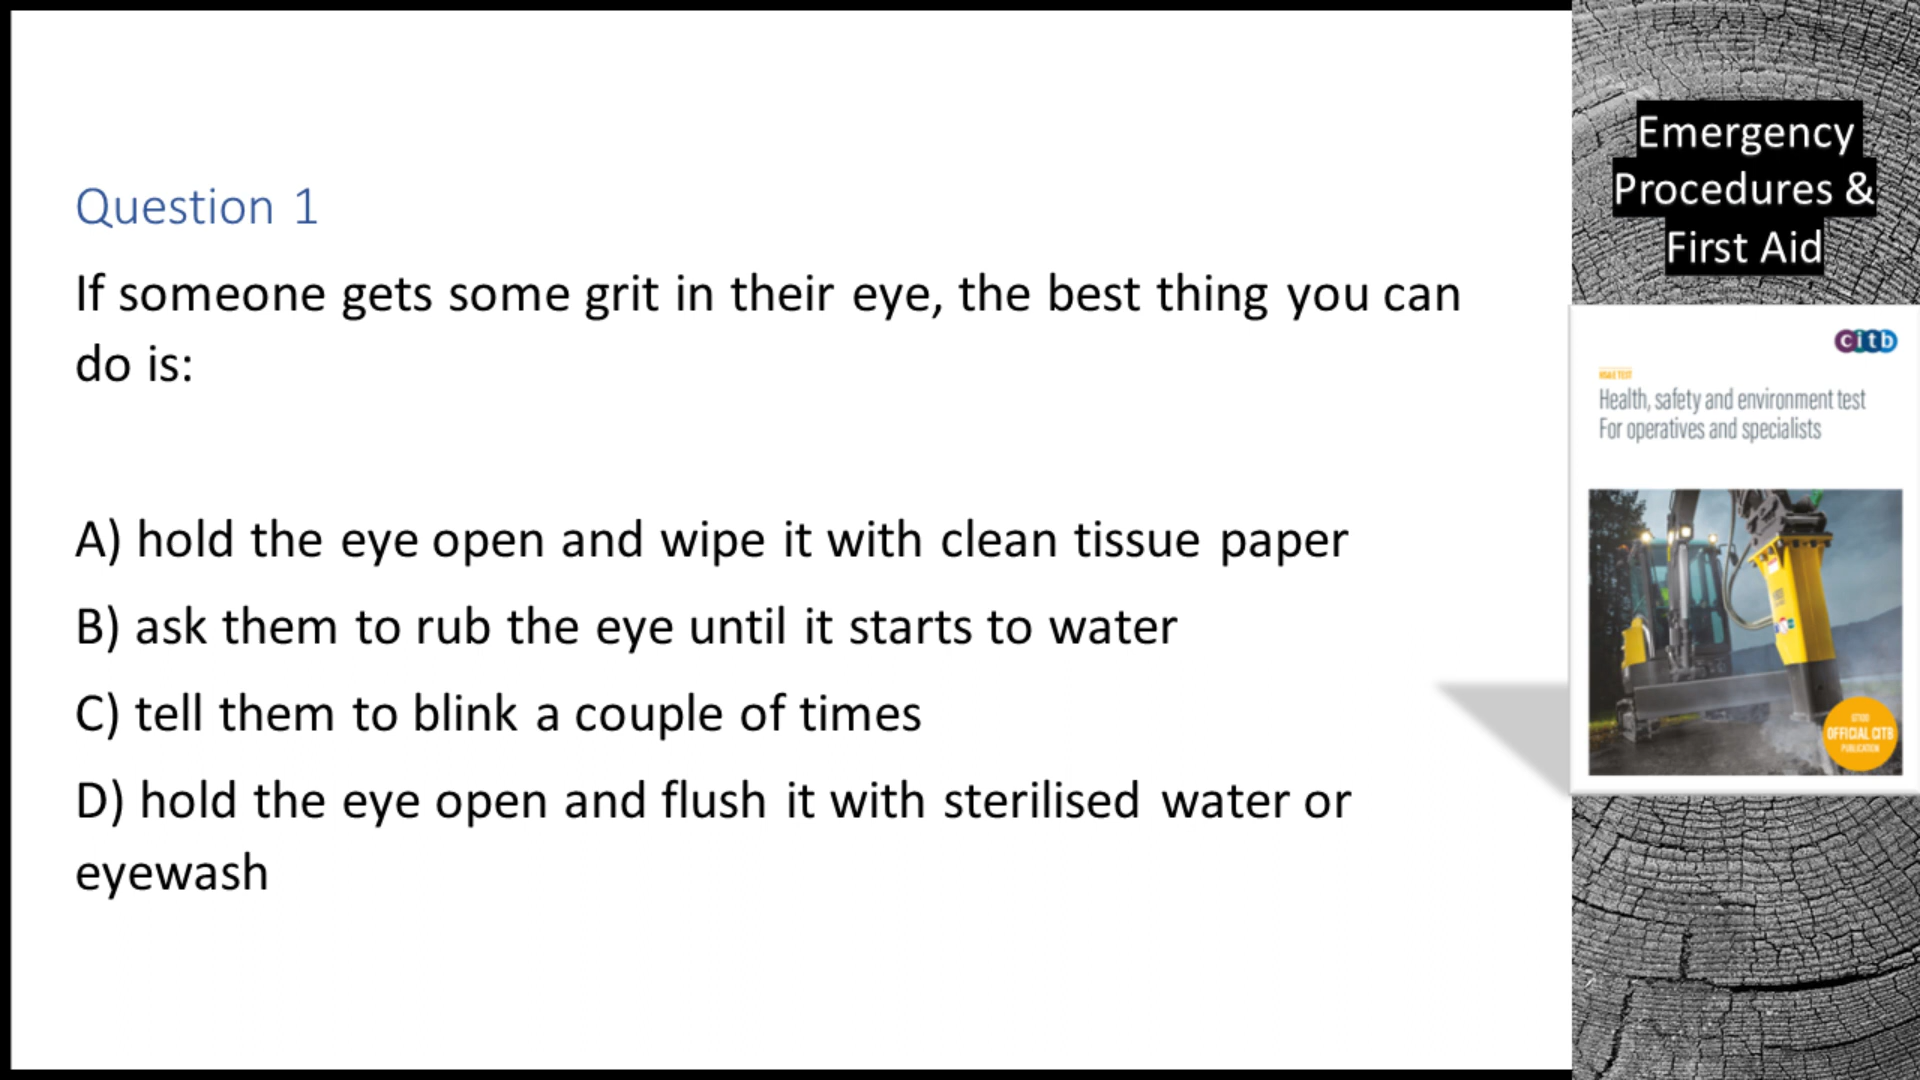 Question 1
If someone gets some grit in their eye, the best thing you can
do is:
A) hold the eye open and wipe it with clean tissue paper
B) ask them to rub the eye until it starts to water
C) tell them to blink a couple of times
D) hold the eye open and flush it with sterilised water or
eyewash
Emergency
Procedures &
First Aid
citb
HS&E TEST
Health, safety and environment test
For operatives and specialists
OFFICIAL CITB
PUBLICATION